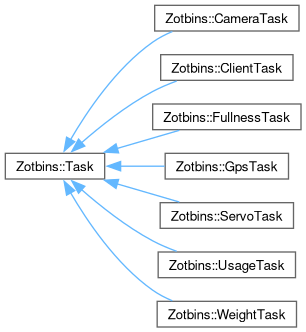 Zotbins::CameraTask
Zotbins::ClientTask
Zotbins::FullnessTask
Zotbins::Task
Zotbins::GpsTask
Zotbins::ServoTask
Zotbins::UsageTask
Zotbins::WeightTask